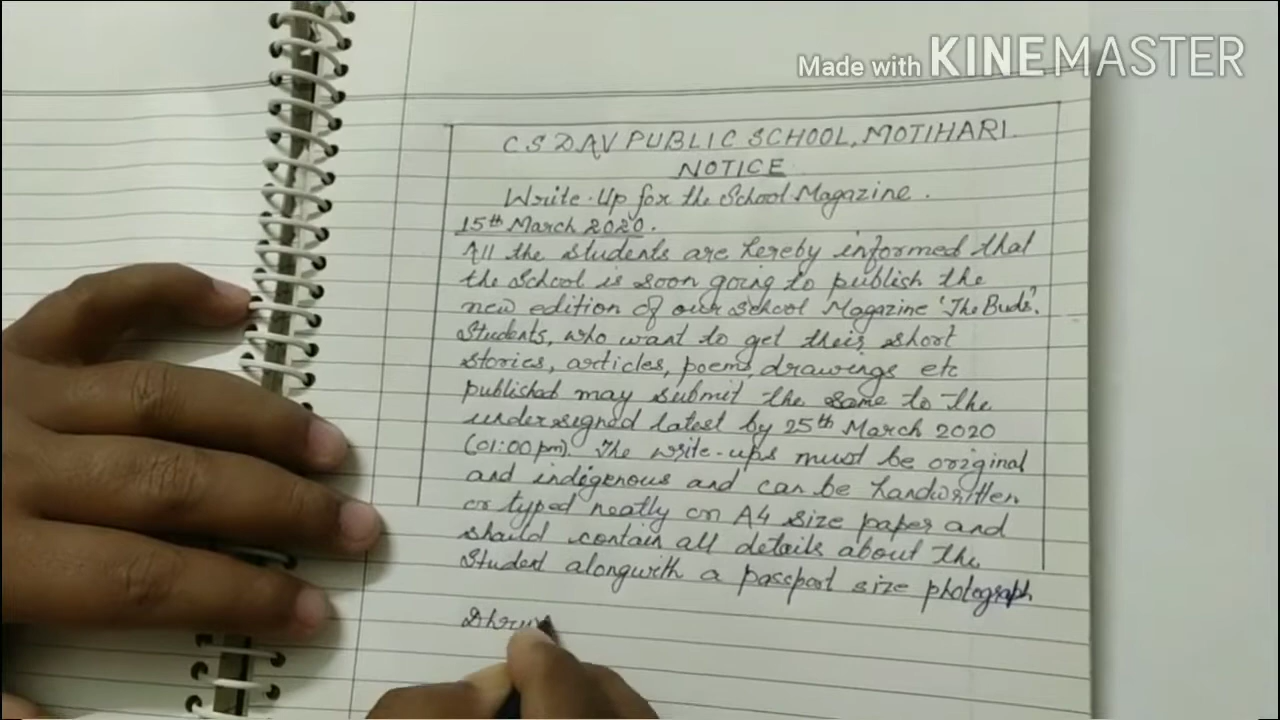 Made with KINEMASTER
C S DAV PUBLIC SCHOOL, MOTIHARI.
NOTICE
Write-Up for the School Magazine.
15th March 2020.
All the students are hereby informed that
the School is soon going to publish the
new edition of our School Magazine 'The Buds'.
Students, who want to get their short
stories, articles, poems, drawings etc
published may submit the same to the
undersigned latest by 25th March 2020
(01:00pm). The write-ups must be original
and indigenous and can be handwritten
or typed neatly on A4 size paper and
should contain all details about the
Student alongwith a passport size photograph